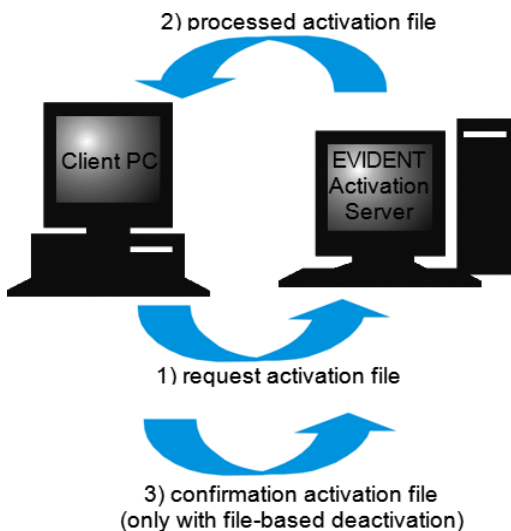 2) processed activation file
Client PC
EVIDENT
Activation
Server
1) request activation file
3) confirmation activation file
(only with file-based deactivation)